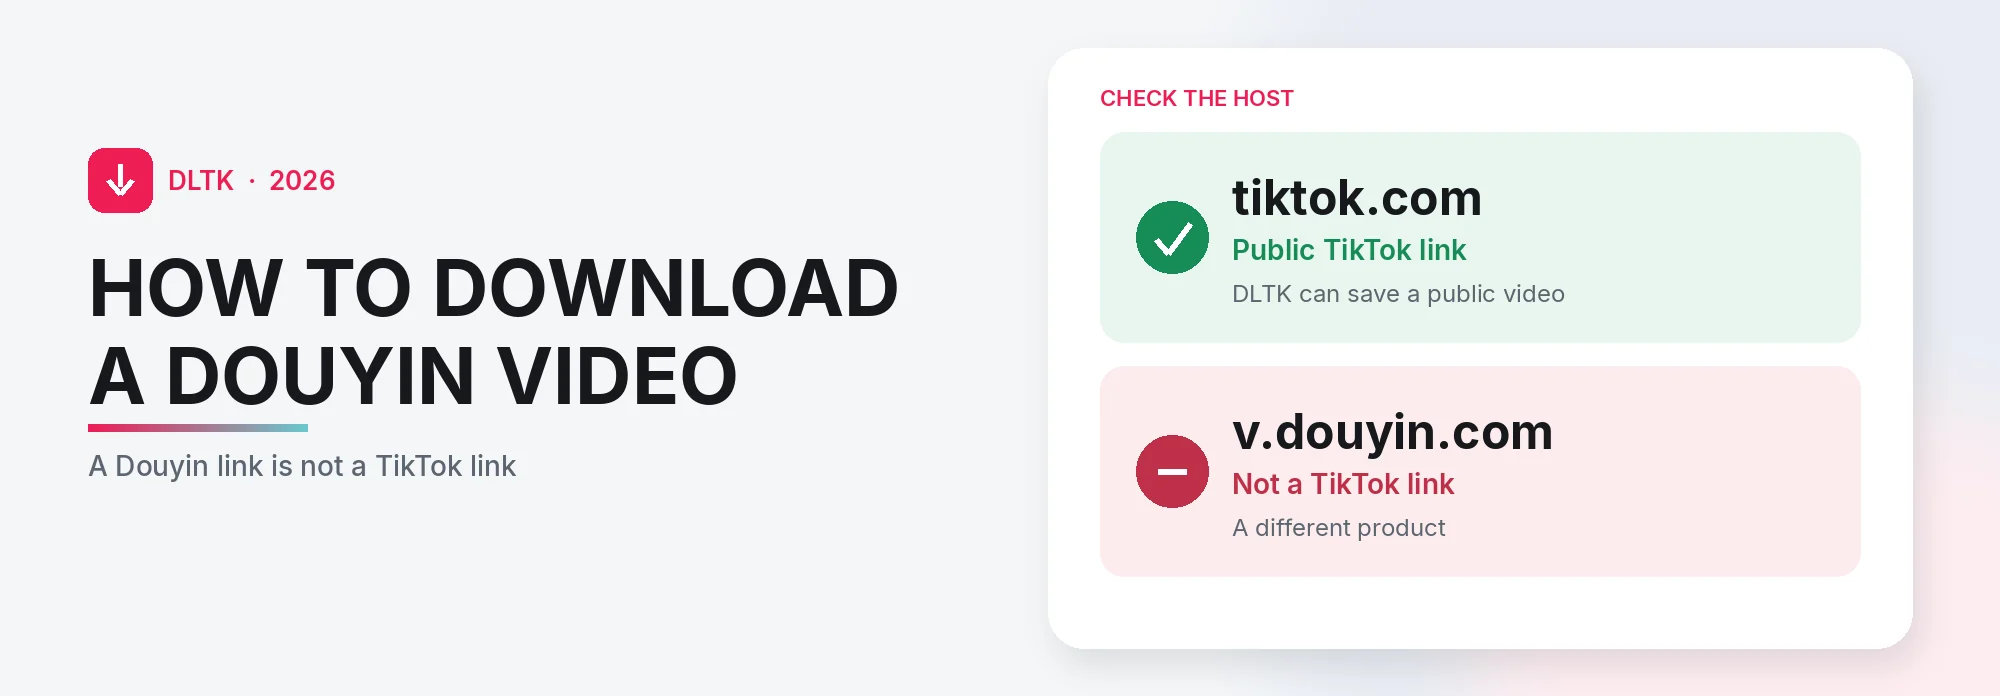 DLTK · 2026
HOW TO DOWNLOAD
A DOUYIN VIDEO
A Douyin link is not a TikTok link
CHECK THE HOST
tiktok.com
Public TikTok link
DLTK can save a public video
v.douyin.com
Not a TikTok link
A different product